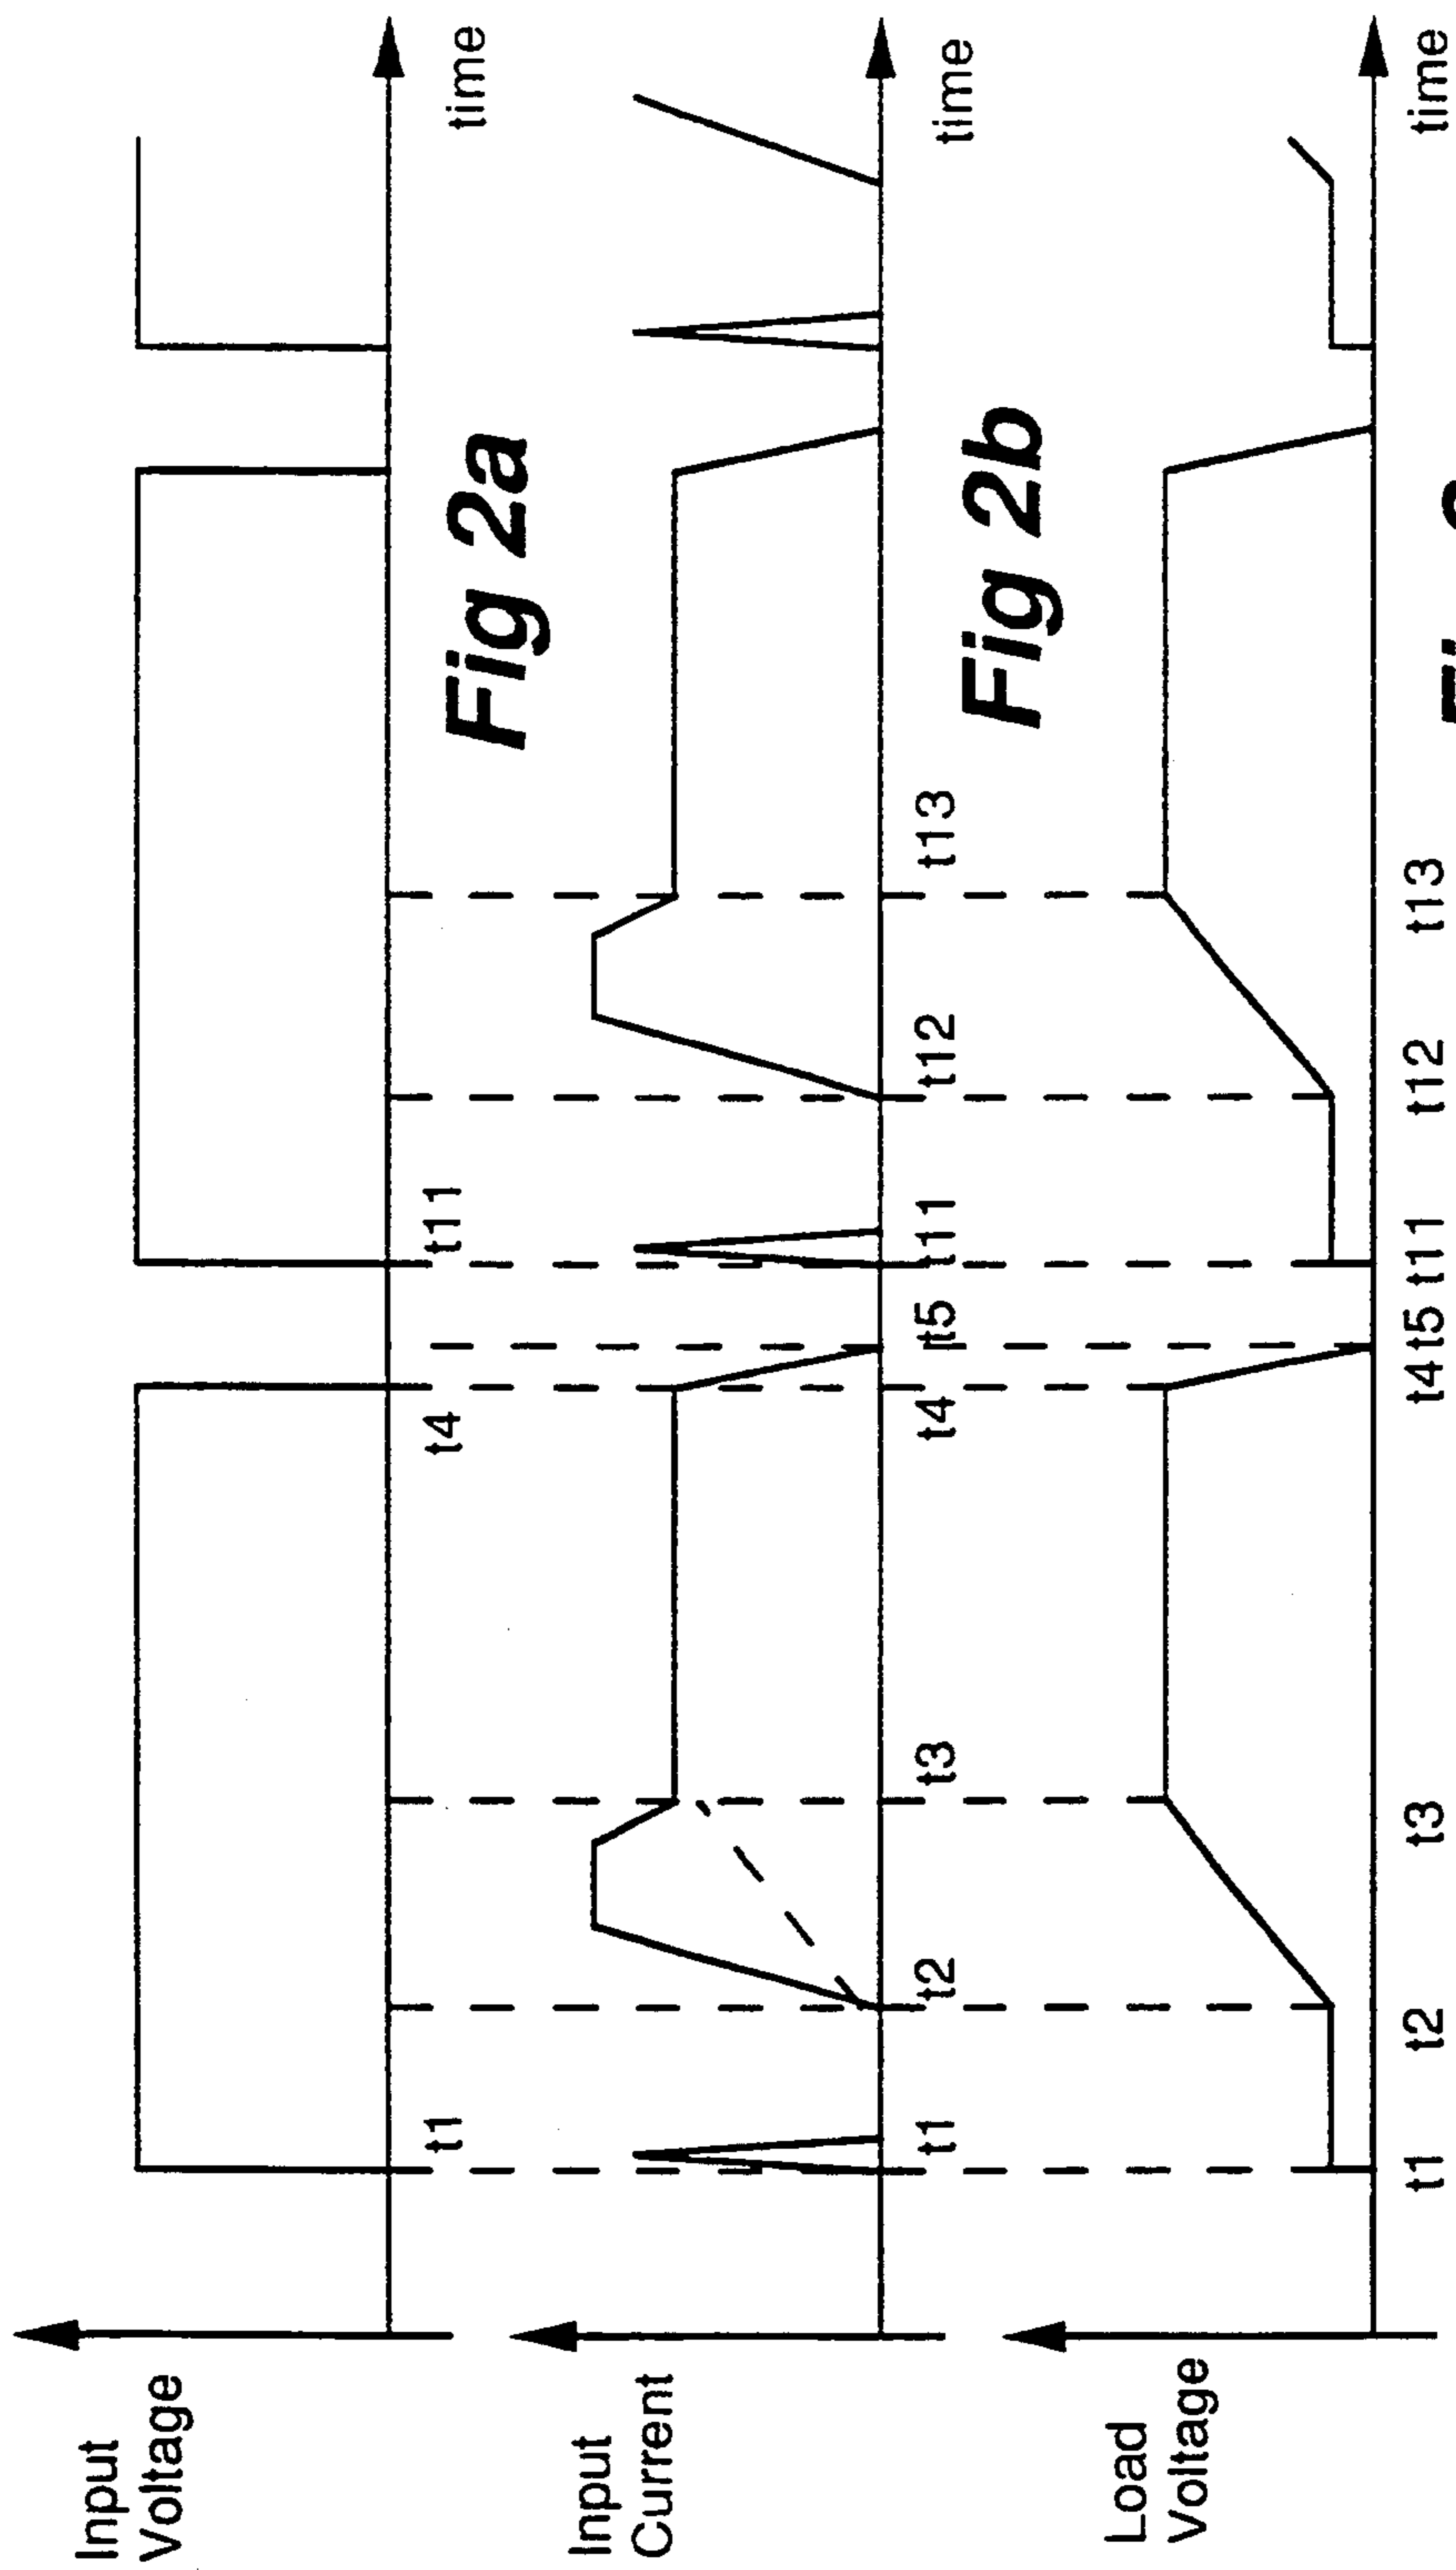 Input
Voltage
t1
t4
t11
time
Fig 2a
Input
Current
t1
t2
t3
t4
t5
t11
t12
t13
time
Fig 2b
Load
Voltage
t1
t2
t3
t4
t5
t11
t12
t13
time